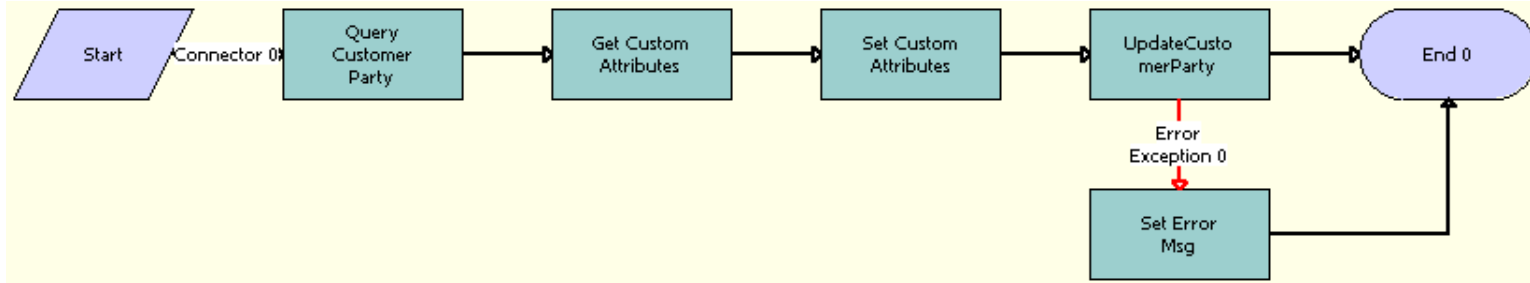 Start
Connector 0
Query
Customer
Party
Get Custom
Attributes
Set Custom
Attributes
UpdateCusto
merParty
End 0
Error
Exception 0
Set Error
Msg